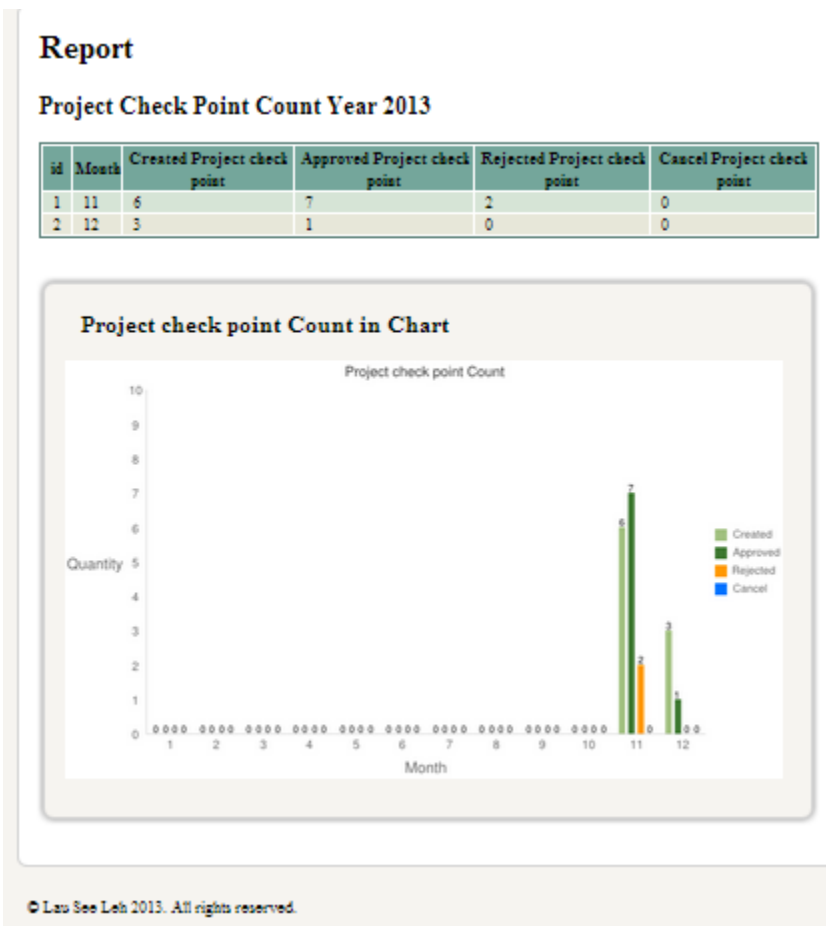 Report
Project Check Point Count Year 2013
id Month Created Project check point Approved Project check point Rejected Project check point Cancel Project check point
1 11 6 7 2 0
2 12 3 1 0 0
Project check point Count in Chart
Project check point Count
10
9
8
7
6
Quantity 5
4
3
2
1
0
7
6
2
0
3
1
0 0
0 0 0 0 0 0 0 0 0 0 0 0 0 0 0 0 0 0 0 0 0 0 0 0 0 0 0 0 0 0 0 0 0 0 0 0 0 0 0 0
1 2 3 4 5 6 7 8 9 10 11 12
Month
Created
Approved
Rejected
Cancel
© Lau See Leh 2013. All rights reserved.